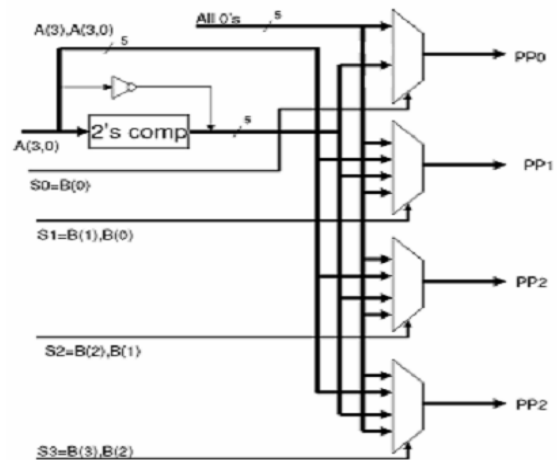 All 0's
5
A(3),A(3,0)
5
PP0
2's comp
5
A(3,0)
S0=B(0)
PP1
S1=B(1),B(0)
PP2
S2=B(2),B(1)
PP2
S3=B(3),B(2)